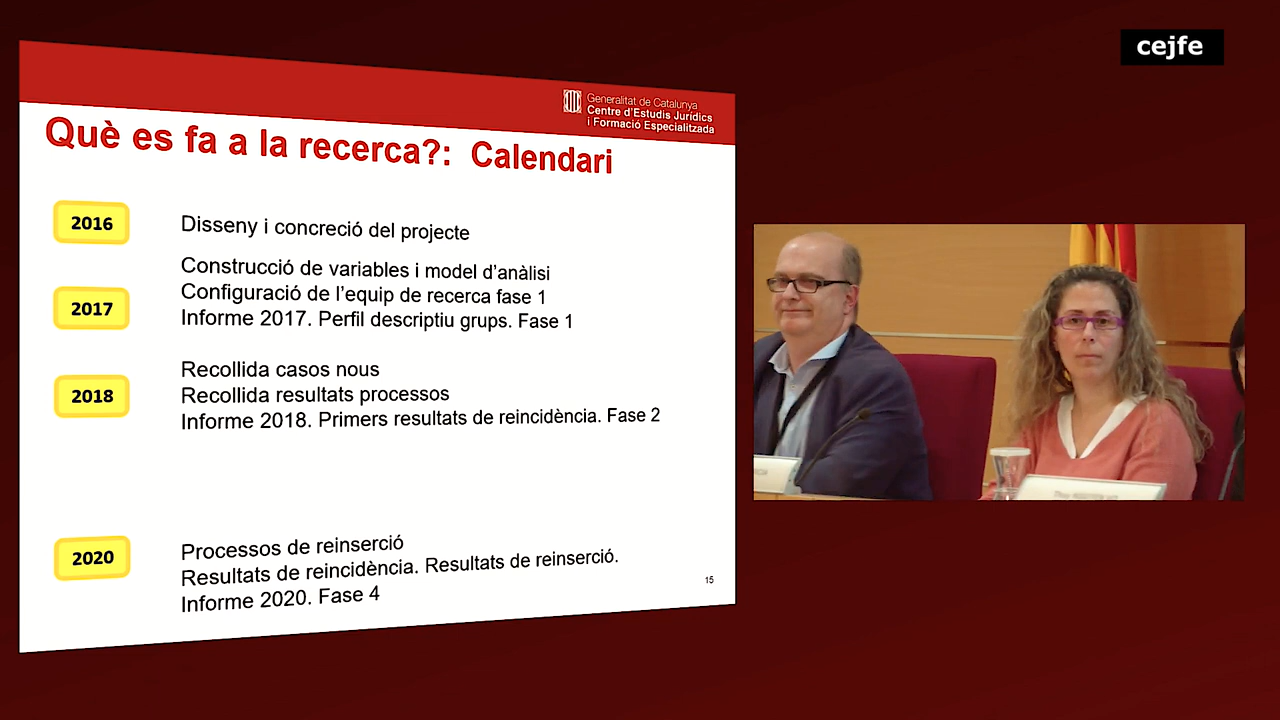 cejfe
Generalitat de Catalunya
Centre d'Estudis Jurídics
i Formació Especialitzada
Què es fa a la recerca?: Calendari
2016
Disseny i concreció del projecte
2017
Construcció de variables i model d'anàlisi
Configuració de l'equip de recerca fase 1
Informe 2017. Perfil descriptiu grups. Fase 1
2018
Recollida casos nous
Recollida resultats processos
Informe 2018. Primers resultats de reincidència. Fase 2
2020
Processos de reinserció
Resultats de reincidència. Resultats de reinserció.
Informe 2020. Fase 4
15